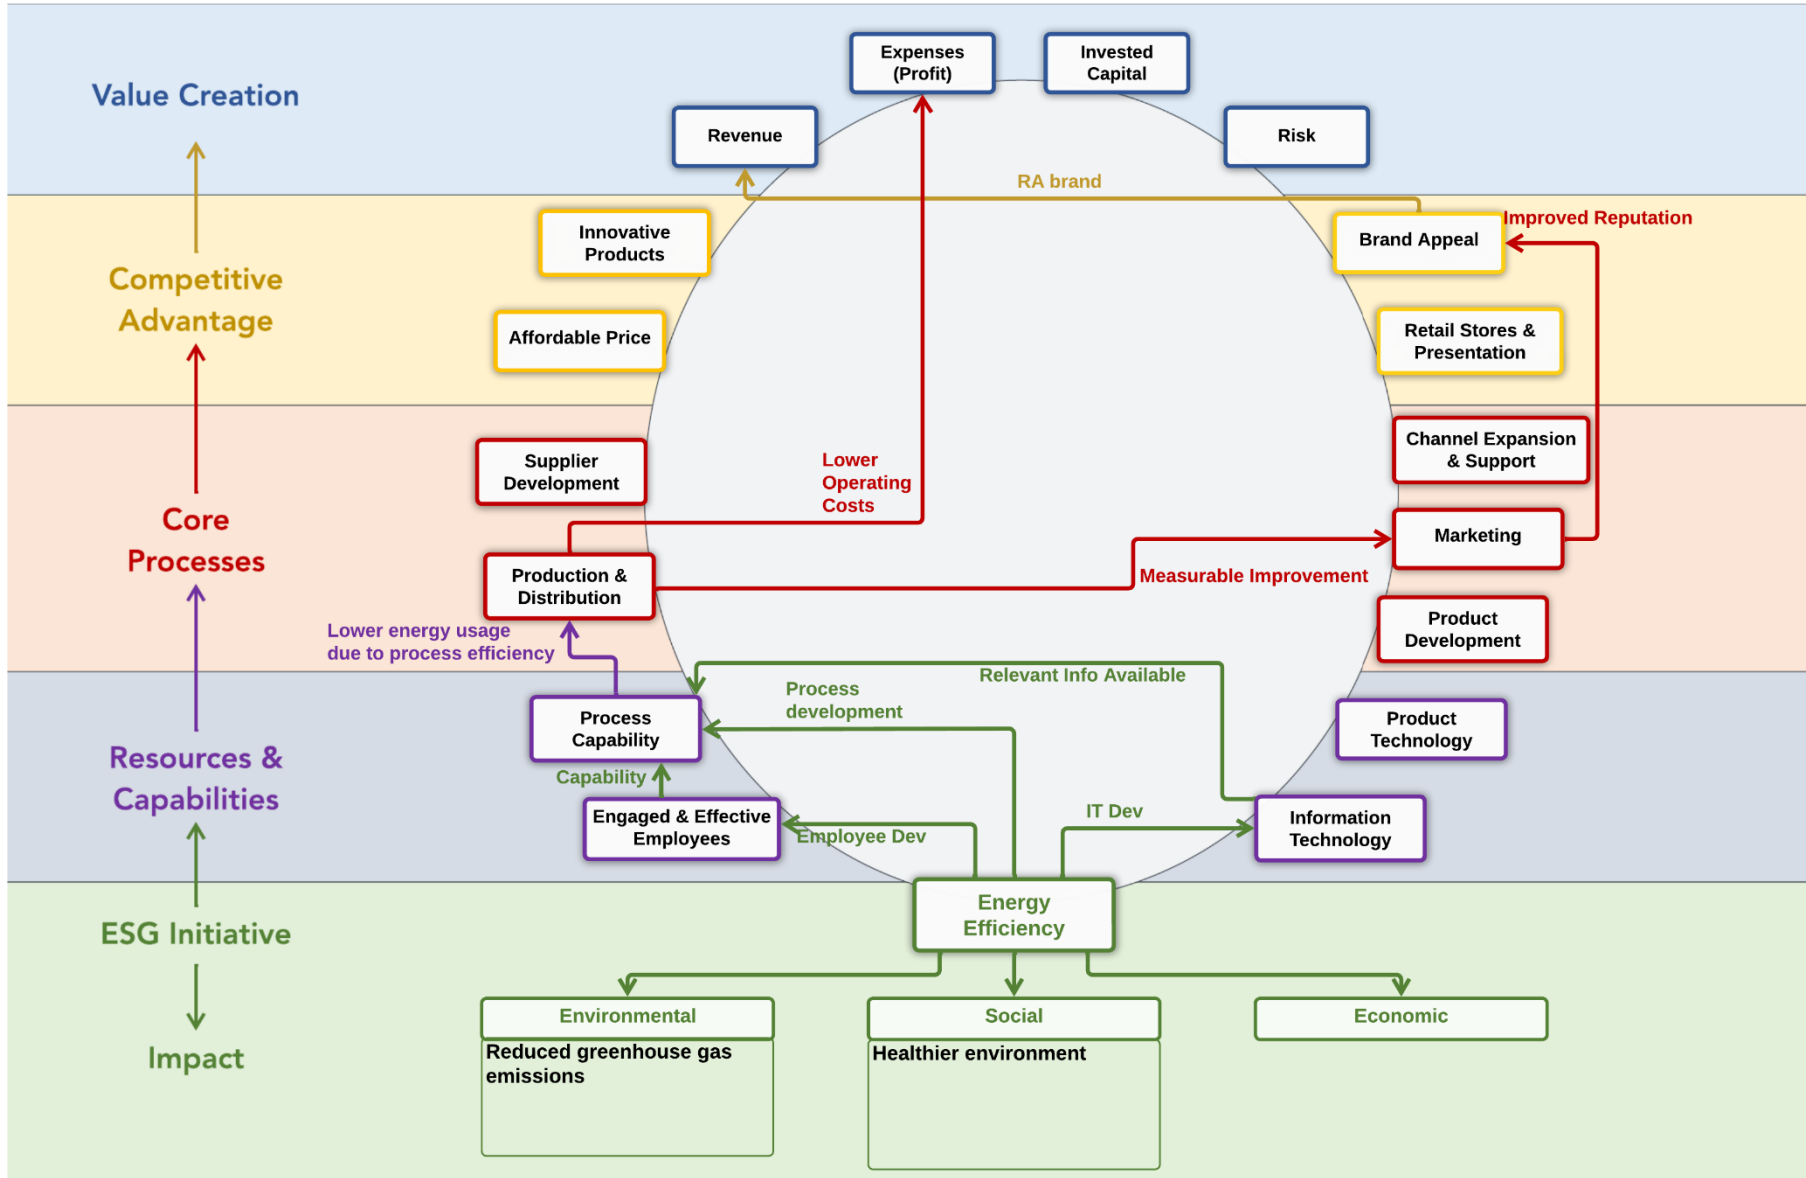 Value Creation
Expenses
(Profit)
Invested
Capital
Revenue
Risk
RA brand
Competitive
Advantage
Innovative
Products
Brand Appeal
Improved Reputation
Affordable Price
Retail Stores &
Presentation
Core
Processes
Supplier
Development
Lower
Operating
Costs
Channel Expansion
& Support
Marketing
Production &
Distribution
Measurable Improvement
Product
Development
Lower energy usage
due to process efficiency
Resources &
Capabilities
Relevant Info Available
Process
development
Process
Capability
Product
Technology
Capability
Engaged & Effective
Employees
Employee Dev
IT Dev
Information
Technology
ESG Initiative
Energy
Efficiency
Impact
Environmental
Reduced greenhouse gas
emissions
Social
Healthier environment
Economic